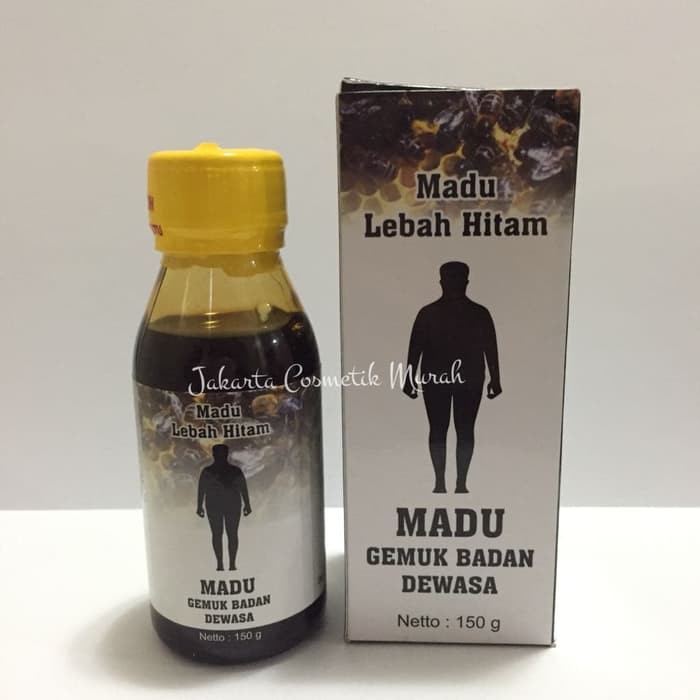 Madu
Lebah Hitam
MADU
GEMUK BADAN
DEWASA
Netto : 150 g
Jakarta Cosmetik Murah
Madu
Lebah Hitam
MADU
GEMUK BADAN
DEWASA
Netto : 150 g